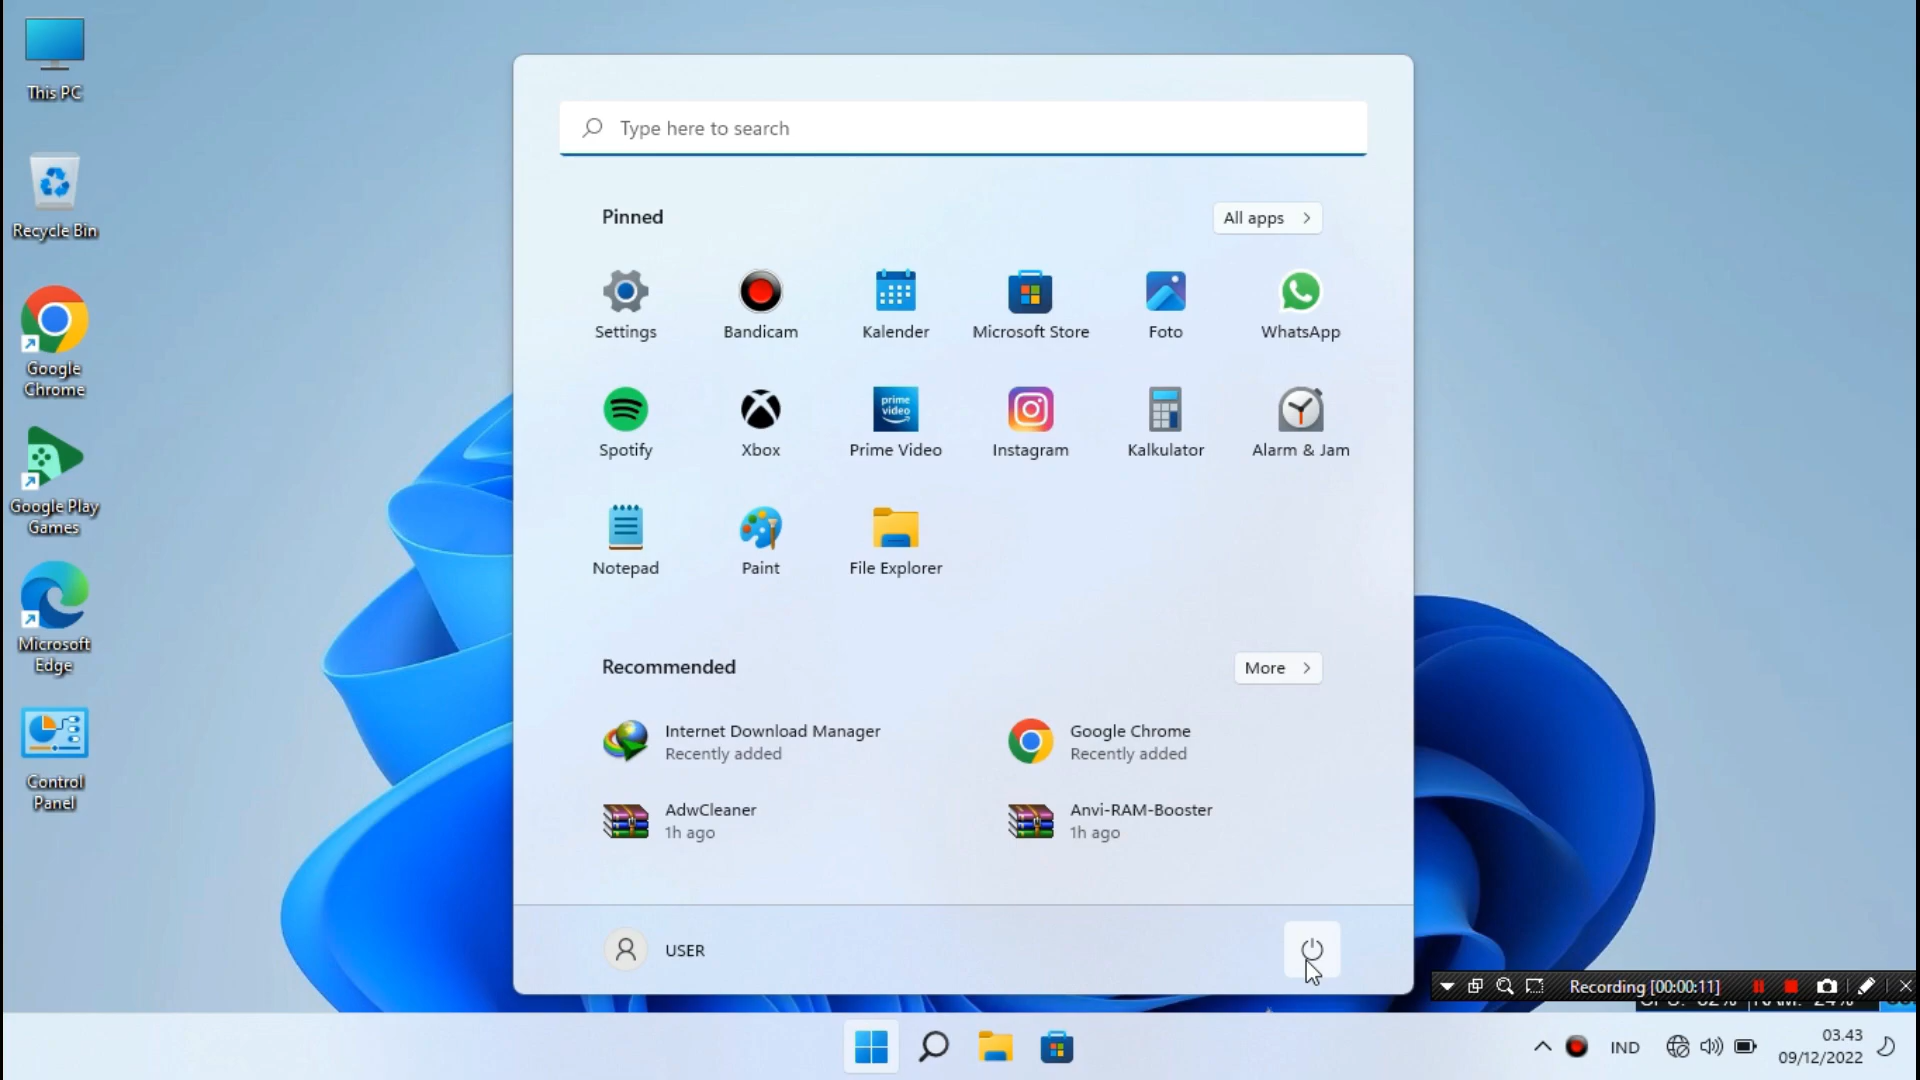 This PC
Recycle Bin
Google
Chrome
Google Play
Games
Microsoft
Edge
Control
Panel
Type here to search
Pinned
All apps
Settings
Bandicam
Kalender
Microsoft Store
Foto
WhatsApp
Spotify
Xbox
prime
video
Prime Video
Instagram
Kalkulator
Alarm & Jam
Notepad
Paint
File Explorer
Recommended
More
Internet Download Manager
Recently added
Google Chrome
Recently added
AdwCleaner
1h ago
Anvi-RAM-Booster
1h ago
USER
Recording [00:00:11]
IND
03.43
09/12/2022